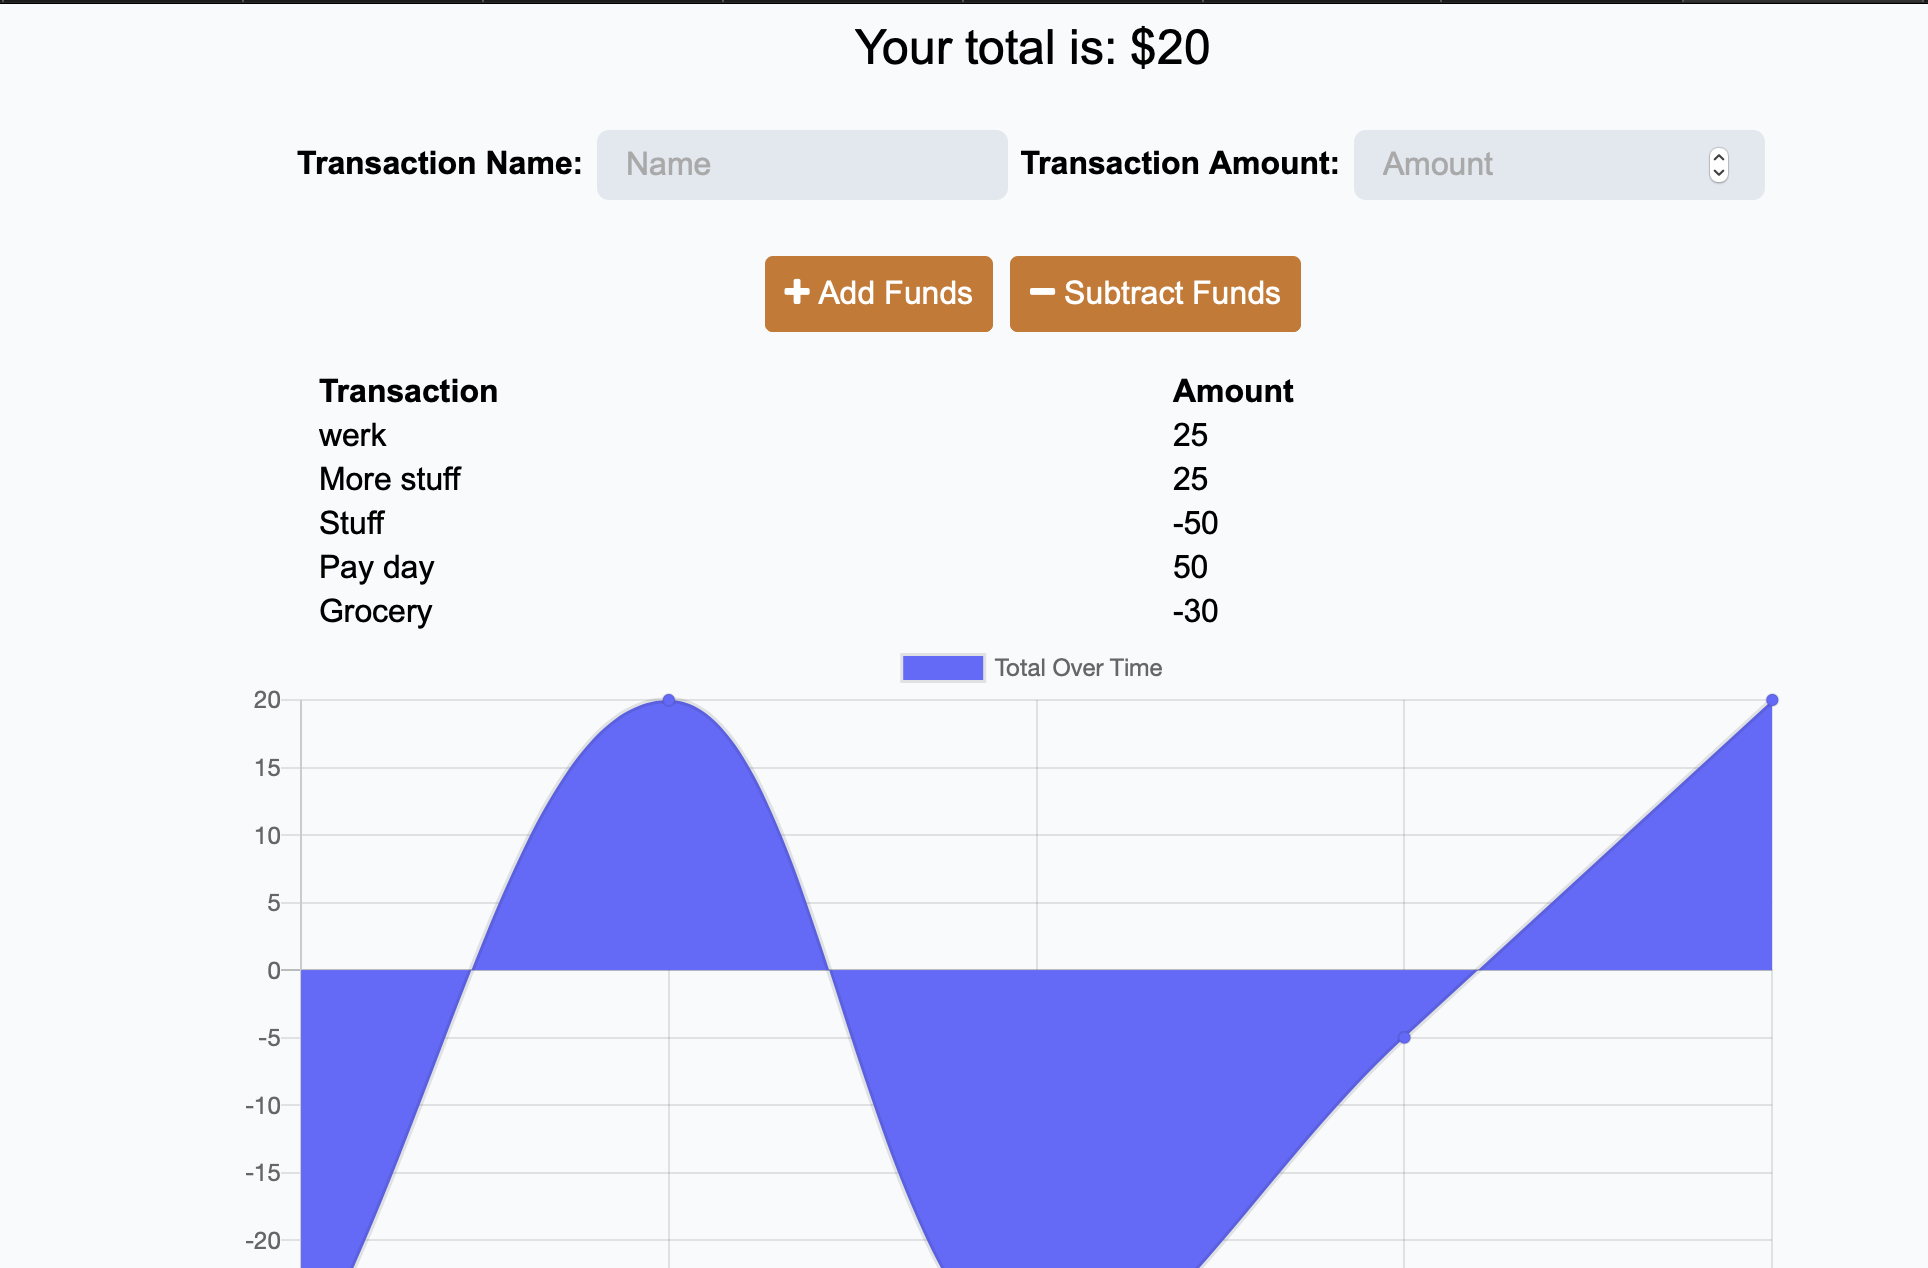 Your total is: $20
Transaction Name: Name Transaction Amount: Amount
Add Funds Subtract Funds
Transaction Amount
werk 25
More stuff 25
Stuff -50
Pay day 50
Grocery -30
Total Over Time
20
15
10
5
0
-5
-10
-15
-20